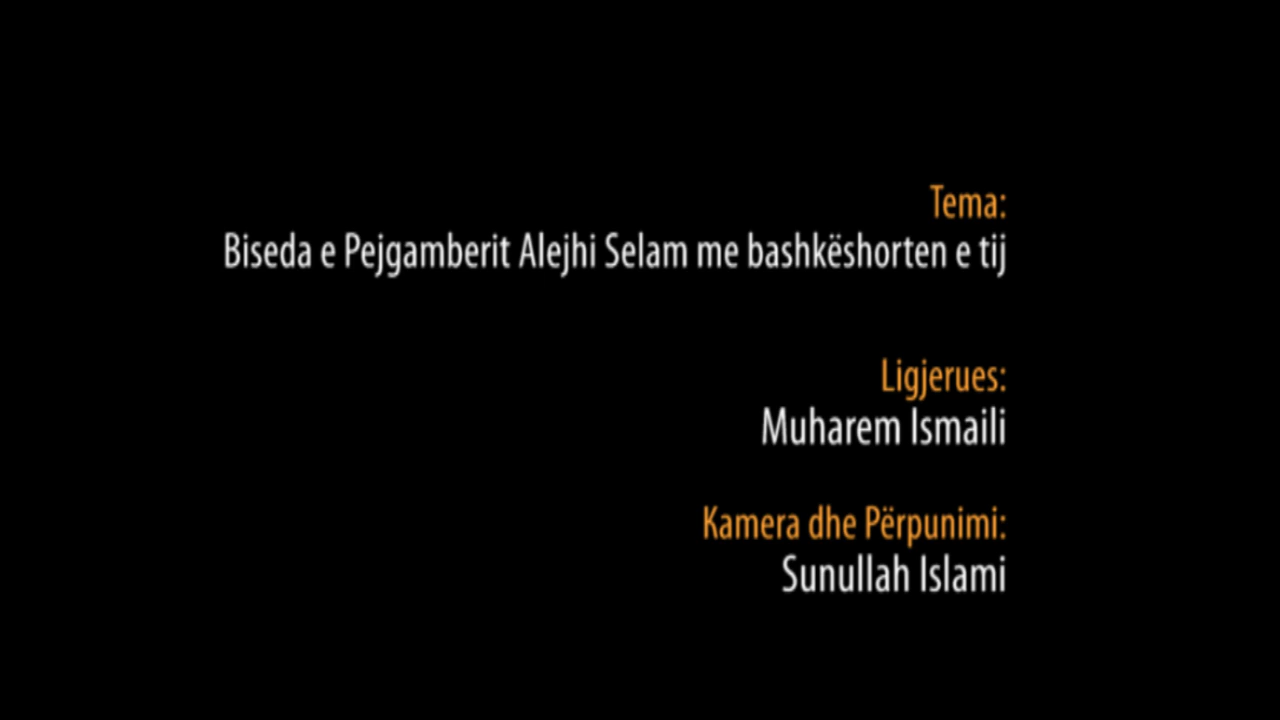 Tema:
Biseda e Pejgamberit Alejhi Selam me bashkëshorten e tij
Ligjerues:
Muharem Ismaili
Kamera dhe Përpunimi:
Sunullah Islami